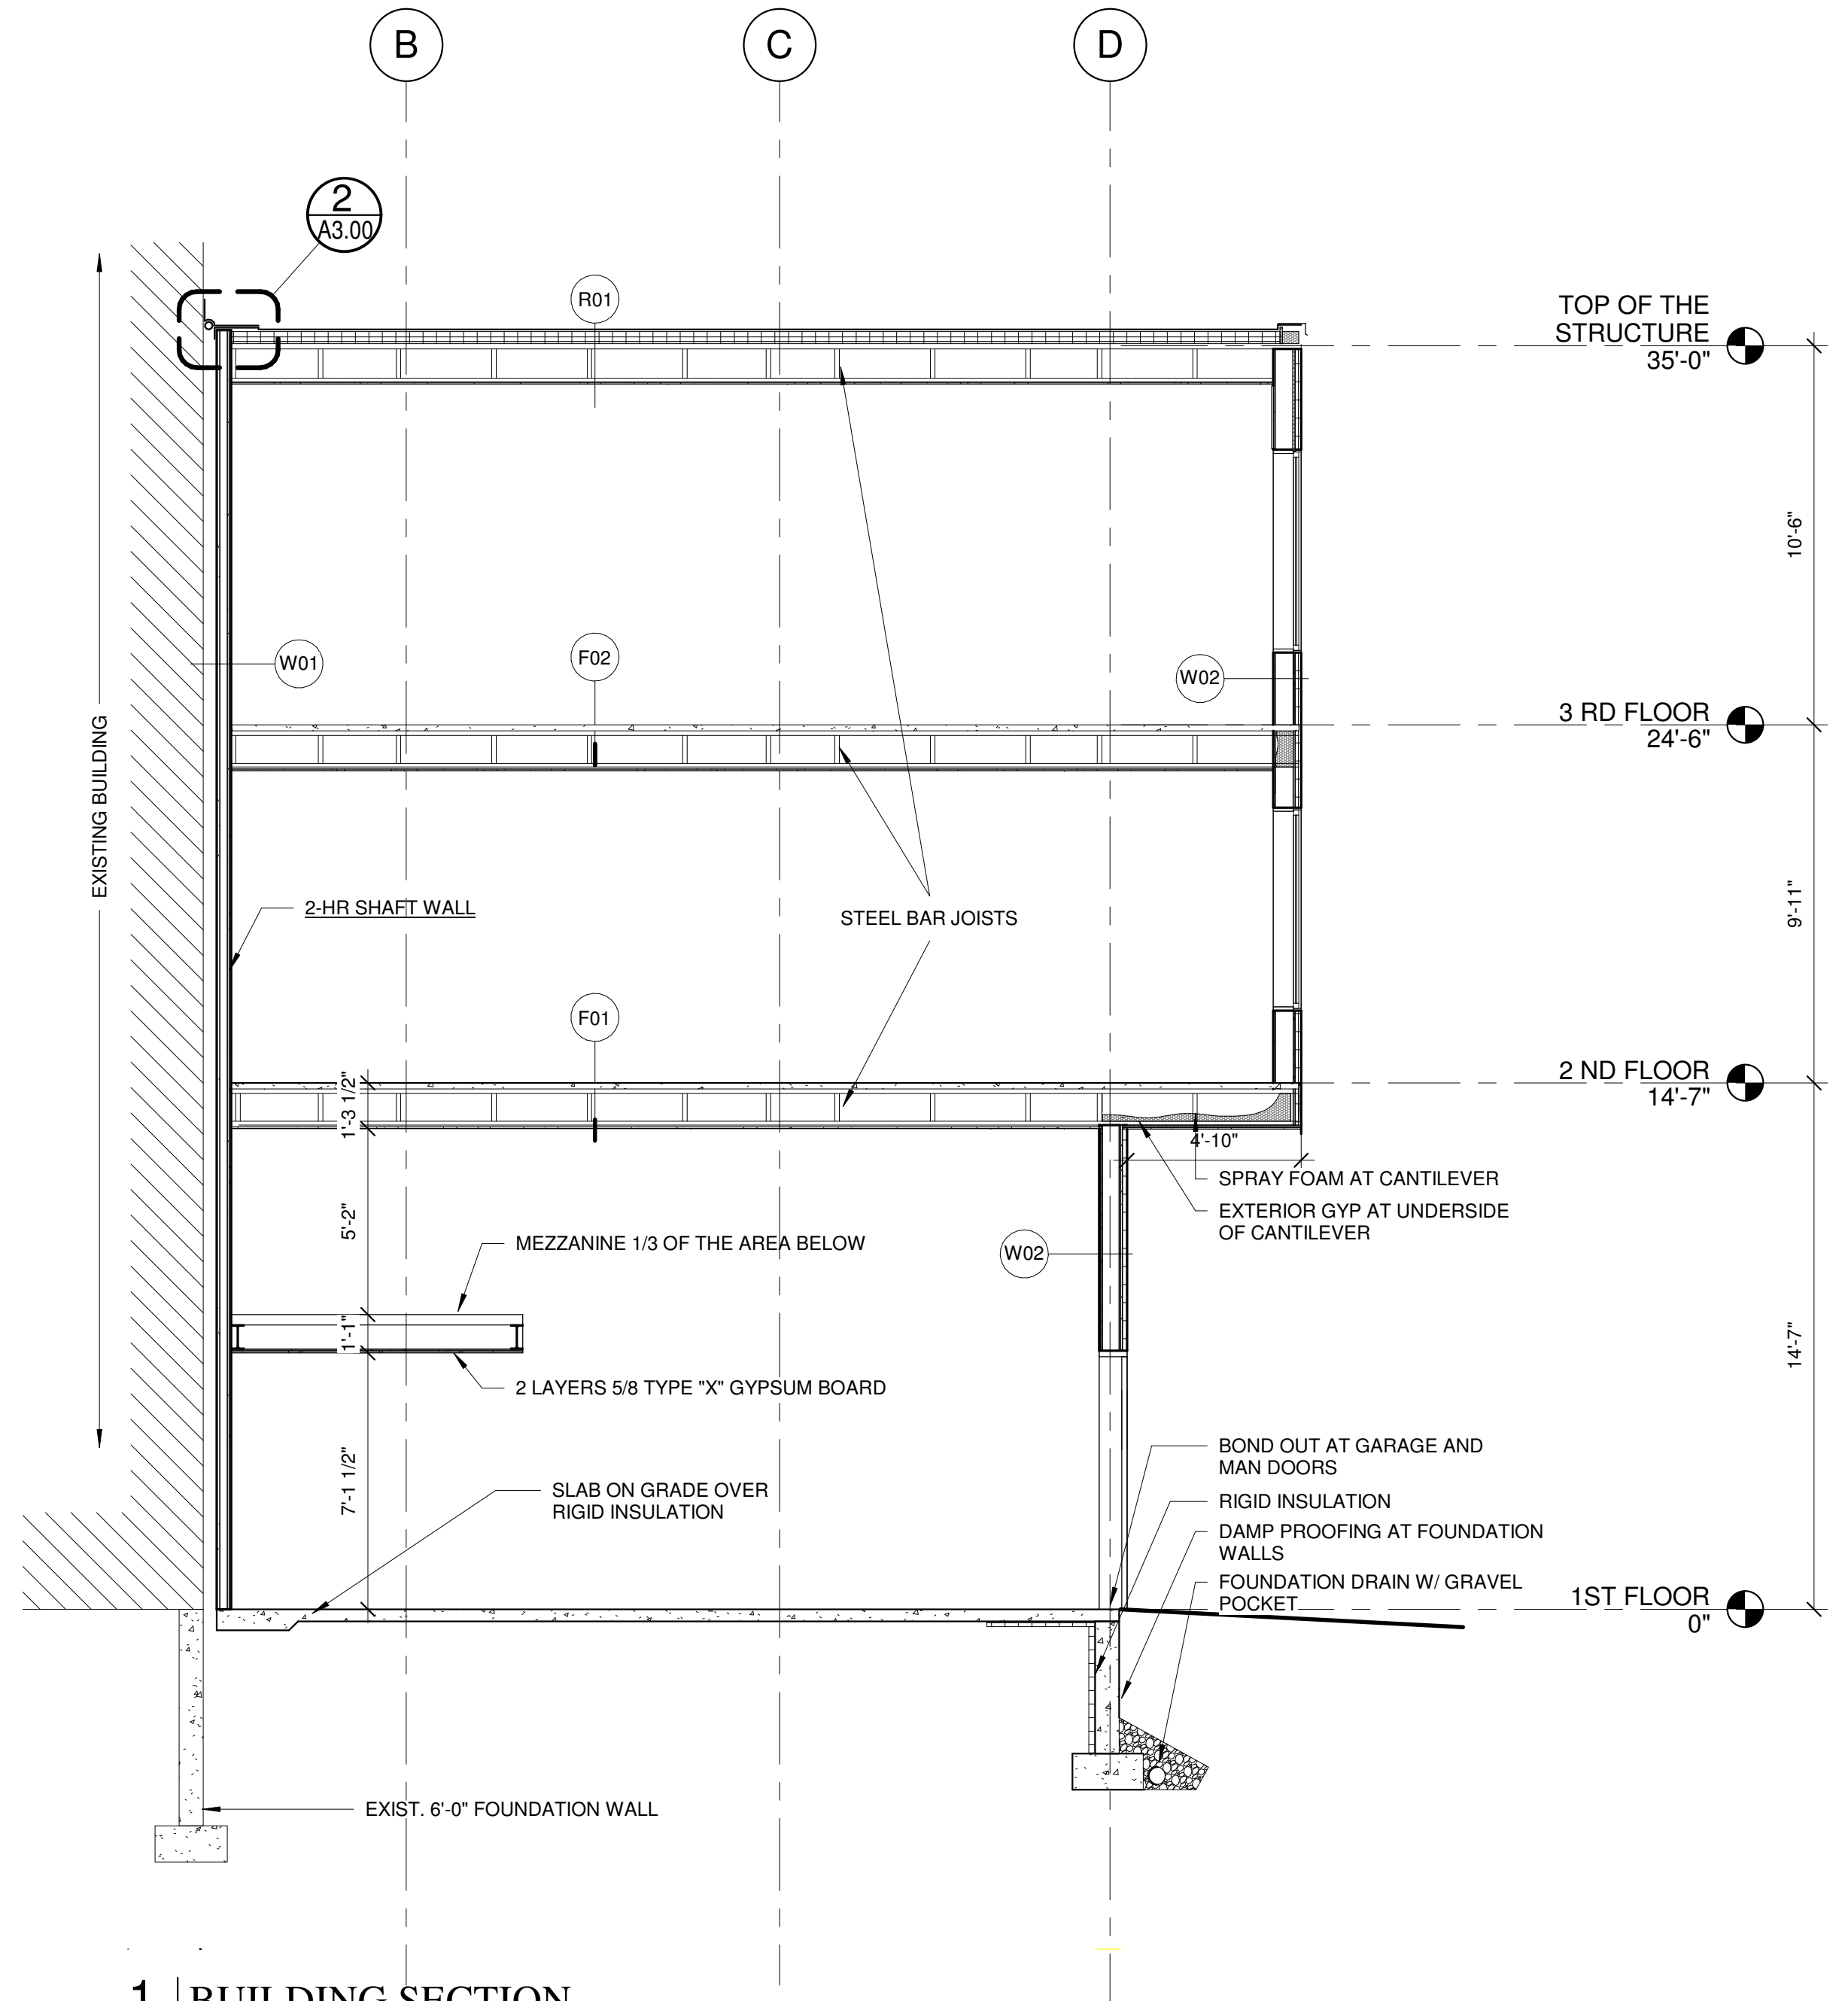 B
C
D
2
A3.00
R01
TOP OF THE
STRUCTURE
35'-0"
10'-6"
W01
F02
W02
3 RD FLOOR
24'-6"
EXISTING BUILDING
2-HR SHAFT WALL
STEEL BAR JOISTS
9'-11"
F01
2 ND FLOOR
14'-7"
1'-3 1/2"
4'-10"
SPRAY FOAM AT CANTILEVER
EXTERIOR GYP AT UNDERSIDE
OF CANTILEVER
5'-2"
MEZZANINE 1/3 OF THE AREA BELOW
W02
1'-1"
14'-7"
2 LAYERS 5/8 TYPE "X" GYPSUM BOARD
BOND OUT AT GARAGE AND
MAN DOORS
7'-1 1/2"
SLAB ON GRADE OVER
RIGID INSULATION
RIGID INSULATION
DAMP PROOFING AT FOUNDATION
WALLS
FOUNDATION DRAIN W/ GRAVEL
POCKET
1ST FLOOR
0"
EXIST. 6'-0" FOUNDATION WALL
1
BUILDING SECTION